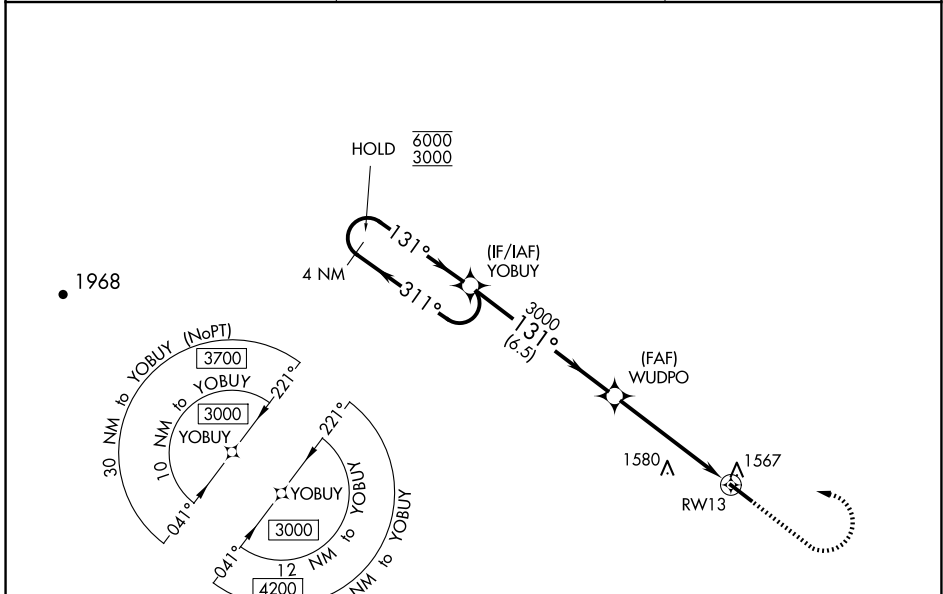 HOLD
6000
3000
131°
311°
4 NM
(IF/IAF)
YOBUY
3000
131°
(6.5)
(FAF)
WUDPO
1968
1580
1567
RW13
30 NM to YOBUY (NoPT)
3700
10 NM to YOBUY
3000
YOBUY
221°
041°
221°
YOBUY
3000
041°
12 NM to YOBUY
4200
NM to YOBUY